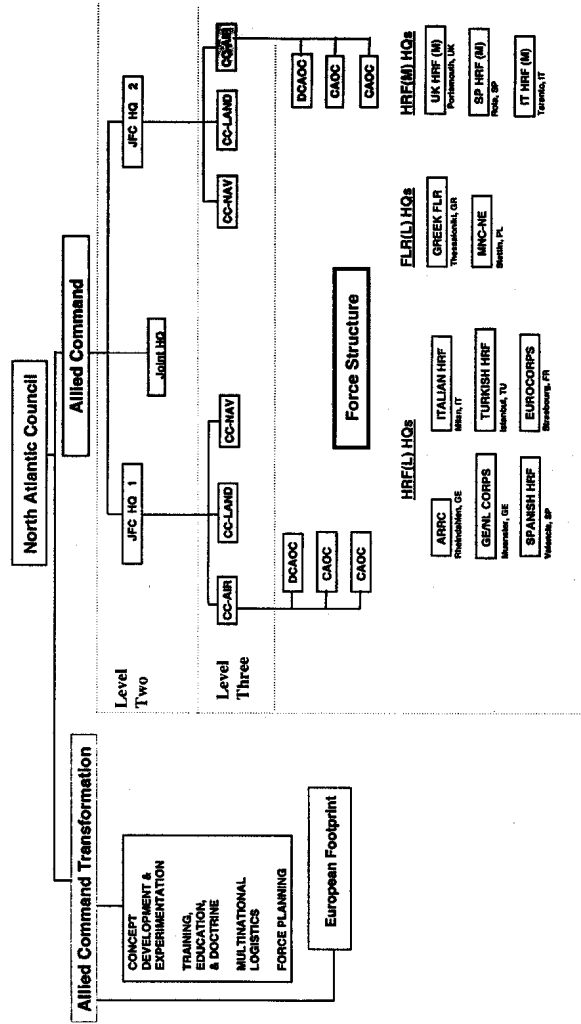 North Atlantic Council
Allied Command Transformation
Allied Command
CONCEPT
DEVELOPMENT &
EXPERIMENTATION
TRAINING,
EDUCATION,
& DOCTRINE
MULTINATIONAL
LOGISTICS
FORCE PLANNING
European Footprint
Level
Two
JFC HQ 1
Joint HQ
JFC HQ 2
Level
Three
CC-AIR
CC-LAND
CC-NAV
CC-NAV
CC-LAND
DCAOC
CAOC
CAOC
DCAOC
CAOC
CAOC
Force Structure
HRF(L) HQs
ARRC
Rheindahlen, GE
ITALIAN HRF
Milan, IT
GE/NL CORPS
Muenster, GE
TURKISH HRF
Istanbul, TU
SPANISH HRF
Valencia, SP
EUROCORPS
Strasbourg, FR
FLR(L) HQs
GREEK FLR
Thessaloniki, GR
MNC-NE
Stettin, PL
HRF(M) HQs
UK HRF (M)
Portsmouth, UK
SP HRF (M)
Rota, SP
IT HRF (M)
Taranto, IT